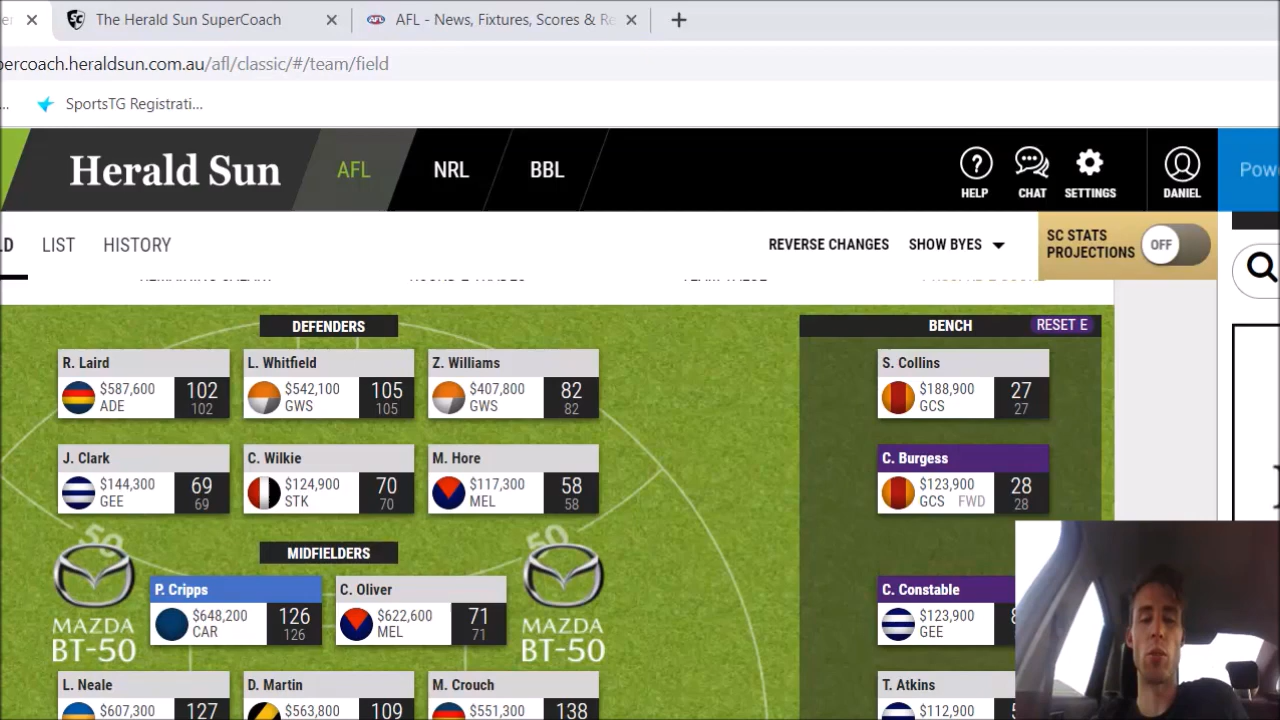 The Herald Sun SuperCoach
AFL - News, Fixtures, Scores & Re
percoach.heraldsun.com.au/afl/classic/#/team/field
SportsTG Registrati...
Herald Sun
AFL
NRL
BBL
HELP
CHAT
SETTINGS
DANIEL
Pow
LD
LIST
HISTORY
REVERSE CHANGES
SHOW BYES
SC STATS
PROJECTIONS
OFF
DEFENDERS
BENCH
RESET E
R. Laird
$587,600
ADE
102
102
L. Whitfield
$542,100
GWS
105
105
Z. Williams
$407,800
GWS
82
82
S. Collins
$188,900
GCS
27
27
J. Clark
$144,300
GEE
69
69
C. Wilkie
$124,900
STK
70
70
M. Hore
$117,300
MEL
58
58
C. Burgess
$123,900
GCS FWD
28
28
50
50
MIDFIELDERS
MAZDA
BT-50
P. Cripps
$648,200
CAR
126
126
C. Oliver
$622,600
MEL
71
71
MAZDA
BT-50
C. Constable
$123,900
GEE
L. Neale
$607,300
127
D. Martin
$563,800
109
M. Crouch
$551,300
138
T. Atkins
$112,900